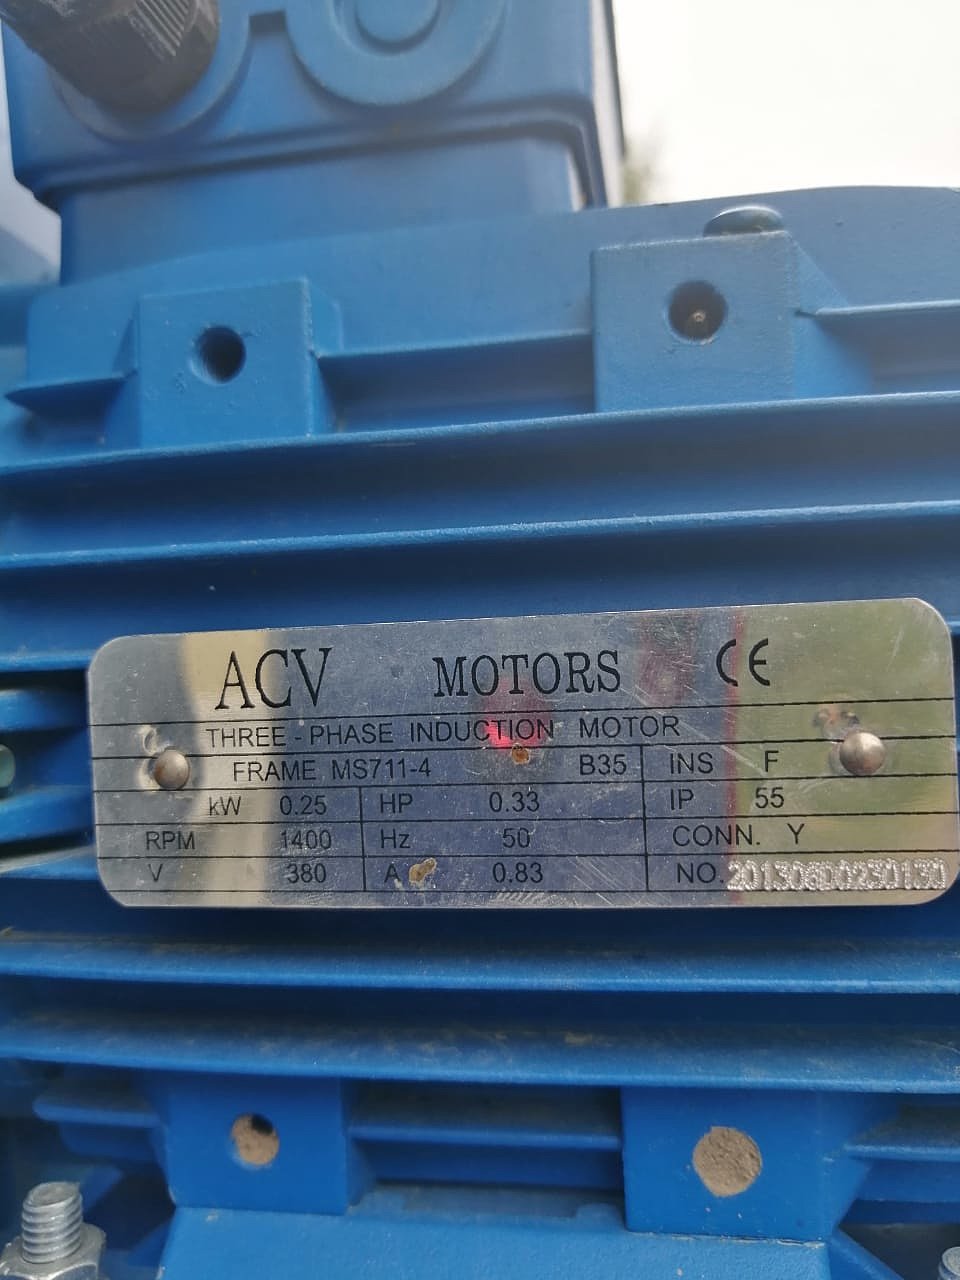 ACV MOTORS CE
THREE-PHASE INDUCTION MOTOR
FRAME MS711-4 B35 INS F
kW 0.25 HP 0.33 IP 55
RPM 1400 Hz 50 CONN. Y
V 380 A 0.83 NO. 201306D0230130